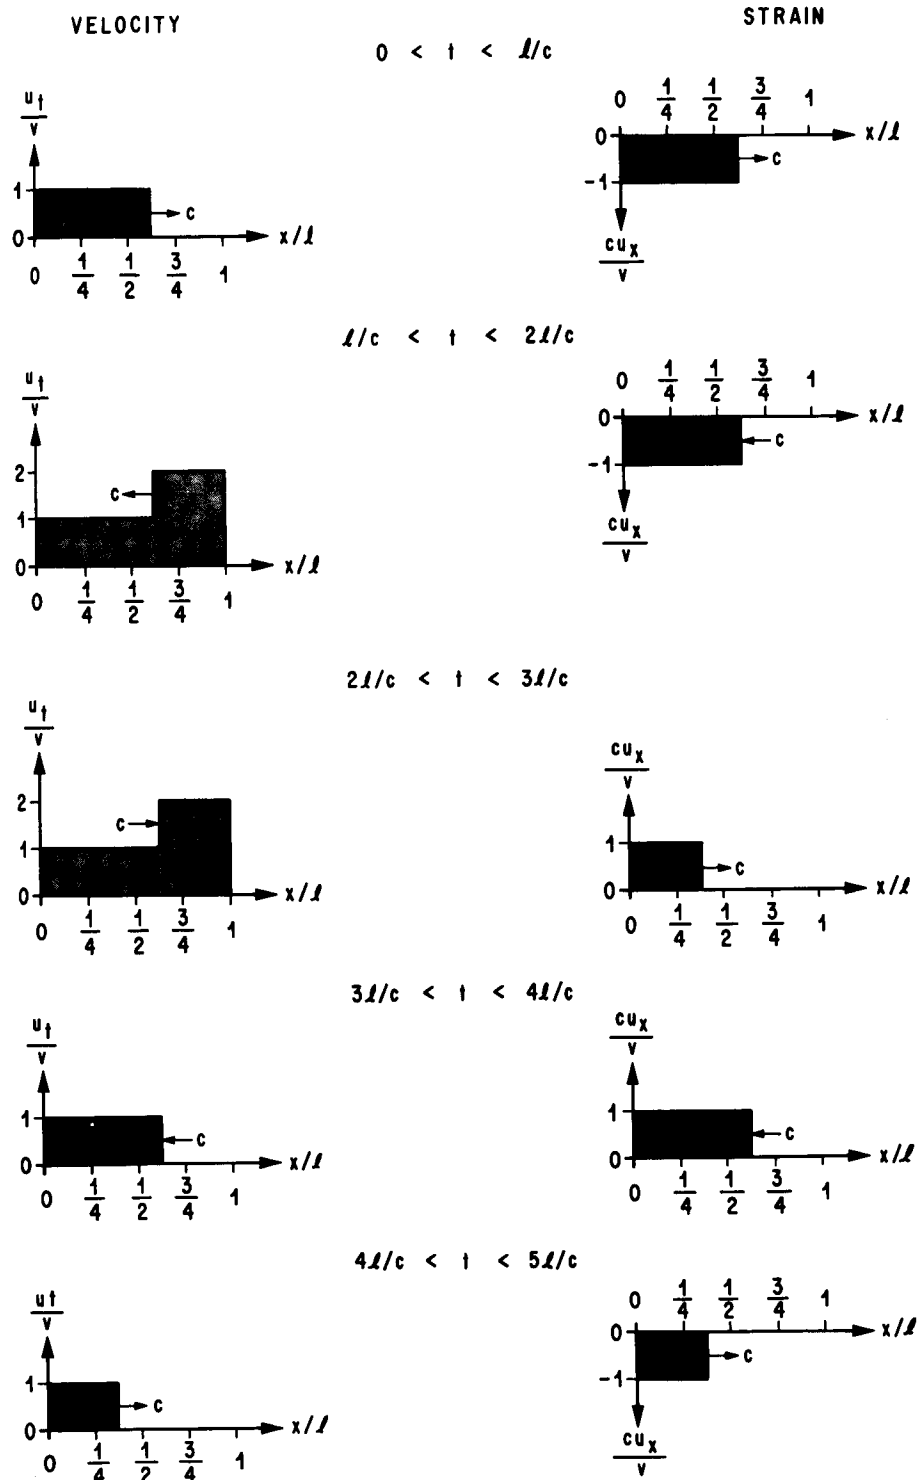 VELOCITY
STRAIN
0 < t < ℓ/c
u_t/v
1
0
c
x/ℓ
0 1/4 1/2 3/4 1
0 1/4 1/2 3/4 1
0
x/ℓ
-1
c
cu_x/v
ℓ/c < t < 2ℓ/c
u_t/v
2
1
0
c
x/ℓ
0 1/4 1/2 3/4 1
0 1/4 1/2 3/4 1
0
x/ℓ
-1
c
cu_x/v
2ℓ/c < t < 3ℓ/c
u_t/v
2
1
0
c
x/ℓ
0 1/4 1/2 3/4 1
cu_x/v
1
0
c
x/ℓ
0 1/4 1/2 3/4 1
3ℓ/c < t < 4ℓ/c
u_t/v
1
0
c
x/ℓ
0 1/4 1/2 3/4 1
cu_x/v
1
0
c
x/ℓ
0 1/4 1/2 3/4 1
4ℓ/c < t < 5ℓ/c
ut/v
1
0
c
x/ℓ
0 1/4 1/2 3/4 1
0 1/4 1/2 3/4 1
0
x/ℓ
-1
c
cu_x/v